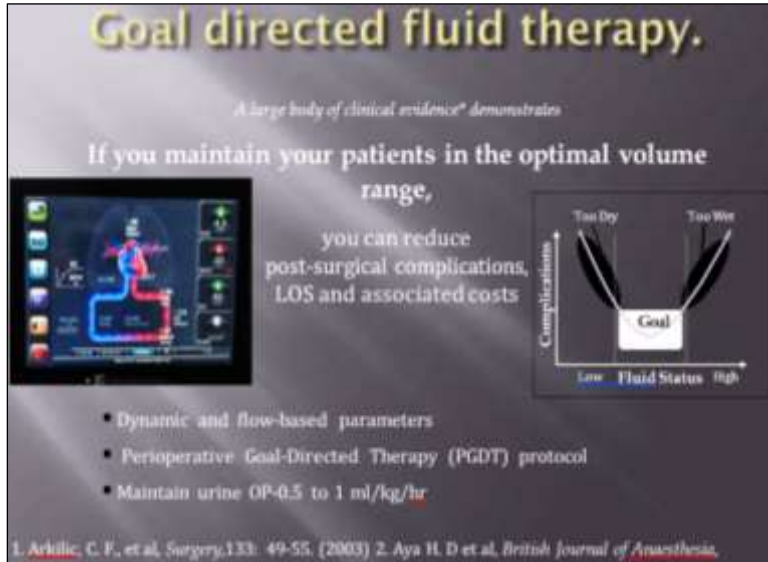 Goal directed fluid therapy.
A large body of clinical evidence* demonstrates
If you maintain your patients in the optimal volume
range,
you can reduce
post-surgical complications,
LOS and associated costs
Too Dry
Too Wet
Complications
Goal
Low Fluid Status High
• Dynamic and flow-based parameters
• Perioperative Goal-Directed Therapy (PGDT) protocol
• Maintain urine OP-0.5 to 1 ml/kg/hr
1. Arkilic, C. F., et al, Surgery,133: 49-55. (2003) 2. Aya H. D et al, British Journal of Anaesthesia,